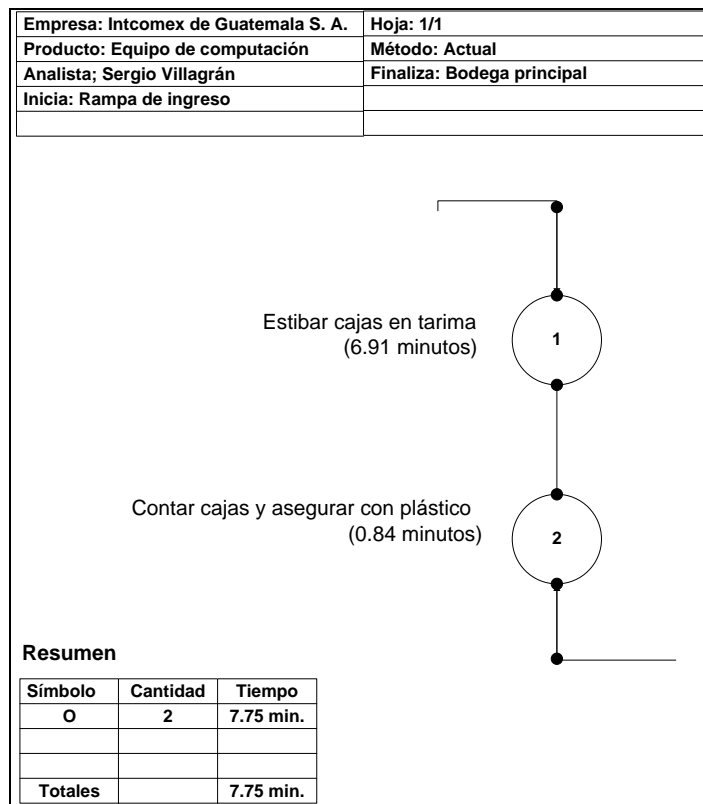 Empresa: Intcomex de Guatemala S. A. Hoja: 1/1
Producto: Equipo de computación Método: Actual
Analista; Sergio Villagrán Finaliza: Bodega principal
Inicia: Rampa de ingreso
Estibar cajas en tarima
(6.91 minutos)
1
Contar cajas y asegurar con plástico
(0.84 minutos)
2
Resumen
Símbolo Cantidad Tiempo
O 2 7.75 min.
Totales 7.75 min.